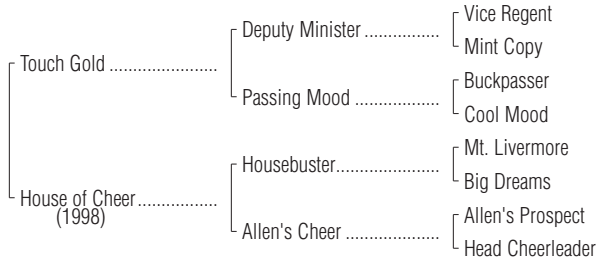 Vice Regent
Deputy Minister ..................
Mint Copy
Touch Gold ......................
Buckpasser
Passing Mood ....................
Cool Mood
Mt. Livermore
Housebuster.........................
Big Dreams
House of Cheer.................
(1998)
Allen's Prospect
Allen's Cheer ......................
Head Cheerleader